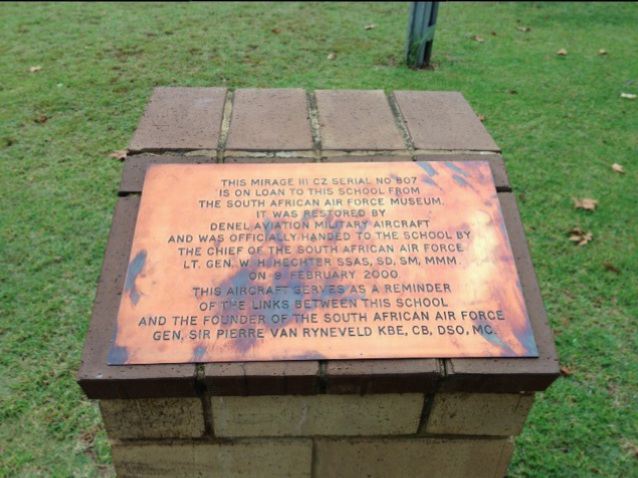 THIS MIRAGE III CZ SERIAL NO 807
IS ON LOAN TO THIS SCHOOL FROM
THE SOUTH AFRICAN AIR FORCE MUSEUM.
IT WAS RESTORED BY
DENEL AVIATION MILITARY AIRCRAFT
AND WAS OFFICIALLY HANDED TO THE SCHOOL BY
THE CHIEF OF THE SOUTH AFRICAN AIR FORCE
LT. GEN. W. H. HECHTER SSAS, SD, SM, MMM.
ON 9 FEBRUARY 2000
THIS AIRCRAFT SERVES AS A REMINDER
OF THE LINKS BETWEEN THIS SCHOOL
AND THE FOUNDER OF THE SOUTH AFRICAN AIR FORCE
GEN, SIR PIERRE VAN RYNEVELD KBE, CB, DSO, MC.